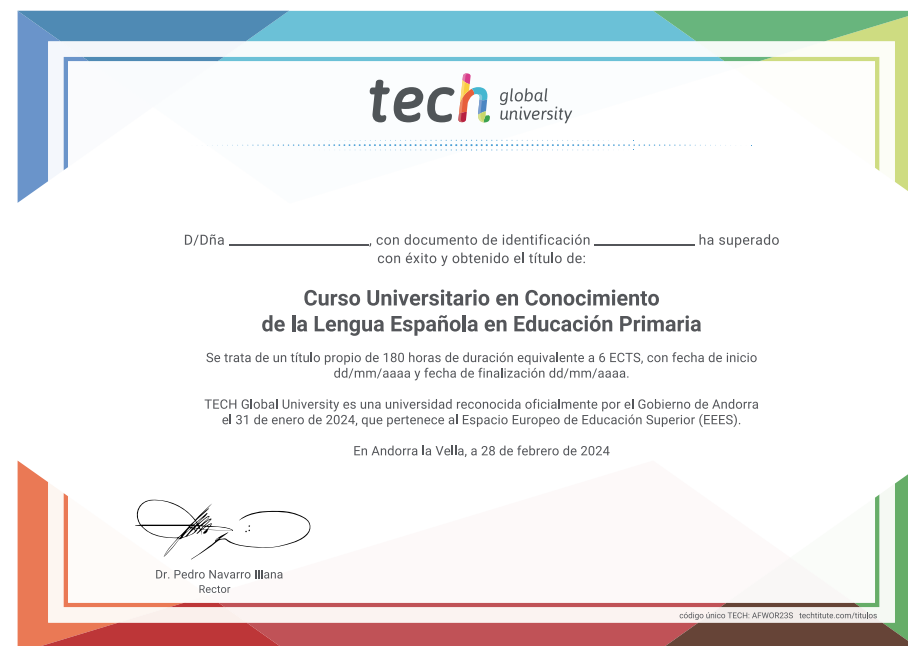 tech global university
D/Dña ____________________, con documento de identificación ______________ ha superado
con éxito y obtenido el título de:
Curso Universitario en Conocimiento
de la Lengua Española en Educación Primaria
Se trata de un título propio de 180 horas de duración equivalente a 6 ECTS, con fecha de inicio
dd/mm/aaaa y fecha de finalización dd/mm/aaaa.
TECH Global University es una universidad reconocida oficialmente por el Gobierno de Andorra
el 31 de enero de 2024, que pertenece al Espacio Europeo de Educación Superior (EEES).
En Andorra la Vella, a 28 de febrero de 2024
Dr. Pedro Navarro Illana
Rector
código único TECH: AFWOR23S techtitute.com/titulos